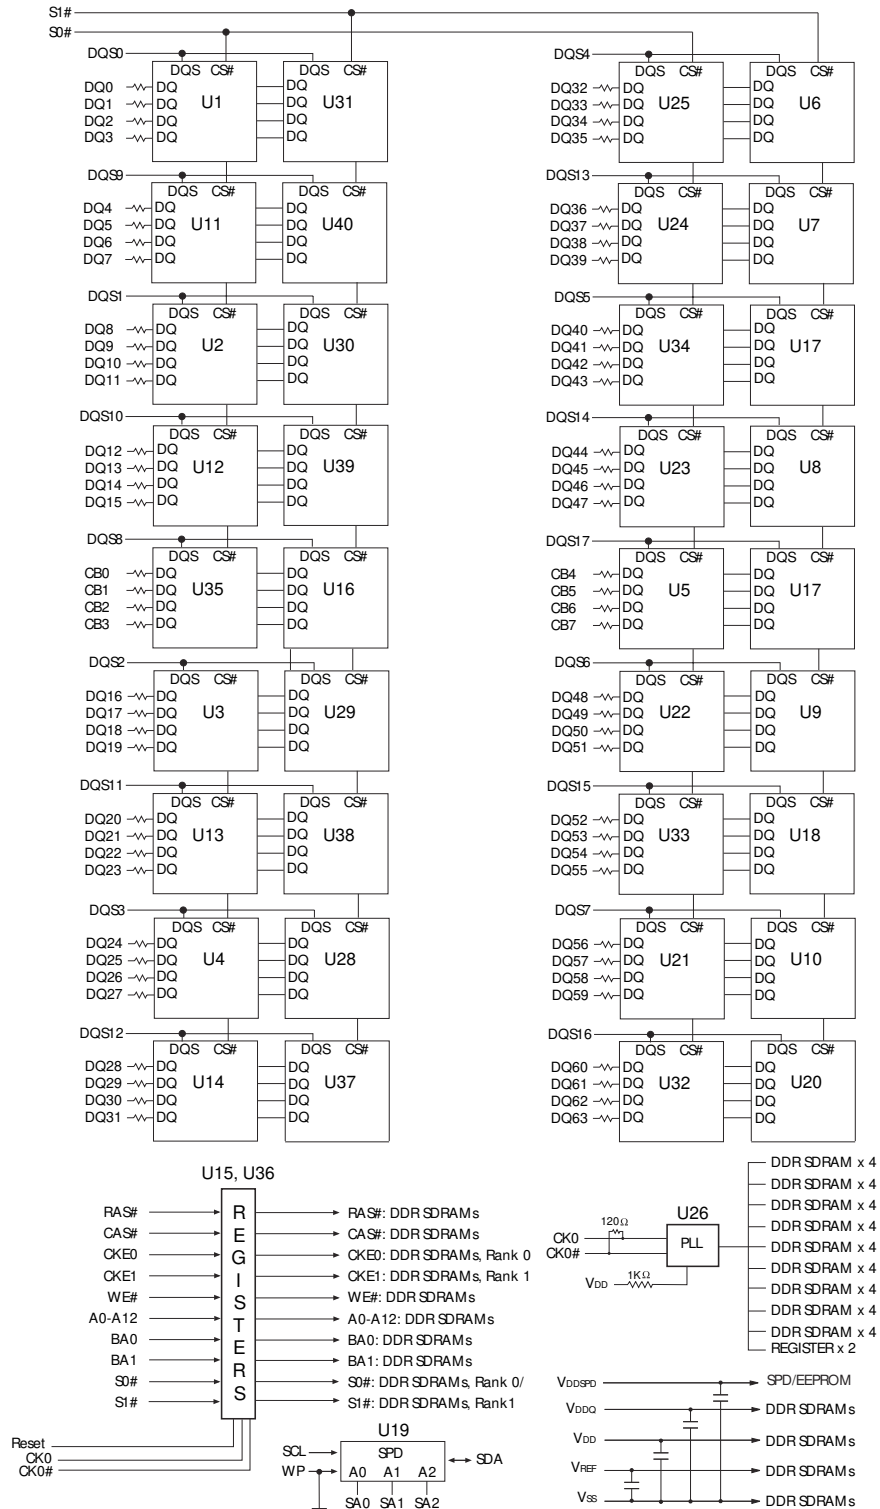 S1#
S0#
DQS0
DQS CS# DQS CS#
DQ0 DQ DQ
DQ1 DQ U1 DQ U31
DQ2 DQ DQ
DQ3 DQ DQ
DQS9
DQS CS# DQS CS#
DQ4 DQ DQ
DQ5 DQ U11 DQ U40
DQ6 DQ DQ
DQ7 DQ DQ
DQS1
DQS CS# DQS CS#
DQ8 DQ DQ
DQ9 DQ U2 DQ U30
DQ10 DQ DQ
DQ11 DQ DQ
DQS10
DQS CS# DQS CS#
DQ12 DQ DQ
DQ13 DQ U12 DQ U39
DQ14 DQ DQ
DQ15 DQ DQ
DQS8
DQS CS# DQS CS#
CB0 DQ DQ
CB1 DQ U35 DQ U16
CB2 DQ DQ
CB3 DQ DQ
DQS2
DQS CS# DQS CS#
DQ16 DQ DQ
DQ17 DQ U3 DQ U29
DQ18 DQ DQ
DQ19 DQ DQ
DQS11
DQS CS# DQS CS#
DQ20 DQ DQ
DQ21 DQ U13 DQ U38
DQ22 DQ DQ
DQ23 DQ DQ
DQS3
DQS CS# DQS CS#
DQ24 DQ DQ
DQ25 DQ U4 DQ U28
DQ26 DQ DQ
DQ27 DQ DQ
DQS12
DQS CS# DQS CS#
DQ28 DQ DQ
DQ29 DQ U14 DQ U37
DQ30 DQ DQ
DQ31 DQ DQ
DQS4
DQS CS# DQS CS#
DQ32 DQ DQ
DQ33 DQ U25 DQ U6
DQ34 DQ DQ
DQ35 DQ DQ
DQS13
DQS CS# DQS CS#
DQ36 DQ DQ
DQ37 DQ U24 DQ U7
DQ38 DQ DQ
DQ39 DQ DQ
DQS5
DQS CS# DQS CS#
DQ40 DQ DQ
DQ41 DQ U34 DQ U17
DQ42 DQ DQ
DQ43 DQ DQ
DQS14
DQS CS# DQS CS#
DQ44 DQ DQ
DQ45 DQ U23 DQ U8
DQ46 DQ DQ
DQ47 DQ DQ
DQS17
DQS CS# DQS CS#
CB4 DQ DQ
CB5 DQ U5 DQ U17
CB6 DQ DQ
CB7 DQ DQ
DQS6
DQS CS# DQS CS#
DQ48 DQ DQ
DQ49 DQ U22 DQ U9
DQ50 DQ DQ
DQ51 DQ DQ
DQS15
DQS CS# DQS CS#
DQ52 DQ DQ
DQ53 DQ U33 DQ U18
DQ54 DQ DQ
DQ55 DQ DQ
DQS7
DQS CS# DQS CS#
DQ56 DQ DQ
DQ57 DQ U21 DQ U10
DQ58 DQ DQ
DQ59 DQ DQ
DQS16
DQS CS# DQS CS#
DQ60 DQ DQ
DQ61 DQ U32 DQ U20
DQ62 DQ DQ
DQ63 DQ DQ
U15, U36
REGISTERS
RAS# RAS#: DDR SDRAMs
CAS# CAS#: DDR SDRAMs
CKE0 CKE0: DDR SDRAMs, Rank 0
CKE1 CKE1: DDR SDRAMs, Rank 1
WE# WE#: DDR SDRAMs
A0-A12 A0-A12: DDR SDRAMs
BA0 BA0: DDR SDRAMs
BA1 BA1: DDR SDRAMs
S0# S0#: DDR SDRAMs, Rank 0/
S1# S1#: DDR SDRAMs, Rank1
Reset
CK0
CK0#
U19
SCL SPD
WP A0 A1 A2 SDA
SA0 SA1 SA2
U26
120Ω
CK0
CK0#
PLL
VDD 1KΩ
DDR SDRAM x 4
DDR SDRAM x 4
DDR SDRAM x 4
DDR SDRAM x 4
DDR SDRAM x 4
DDR SDRAM x 4
DDR SDRAM x 4
DDR SDRAM x 4
DDR SDRAM x 4
REGISTER x 2
VDDSPD SPD/EEPROM
VDDQ DDR SDRAMs
VDD DDR SDRAMs
VREF DDR SDRAMs
VSS DDR SDRAMs